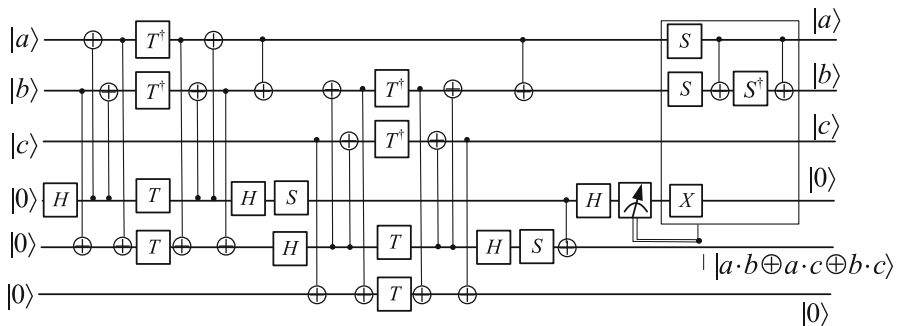 |a⟩ T† S |a⟩
|b⟩ T† T† S S† |b⟩
|c⟩ T† |c⟩
|0⟩ H T H S H X |0⟩
|0⟩ T H T H S
|a·b⊕a·c⊕b·c⟩
|0⟩ T |0⟩